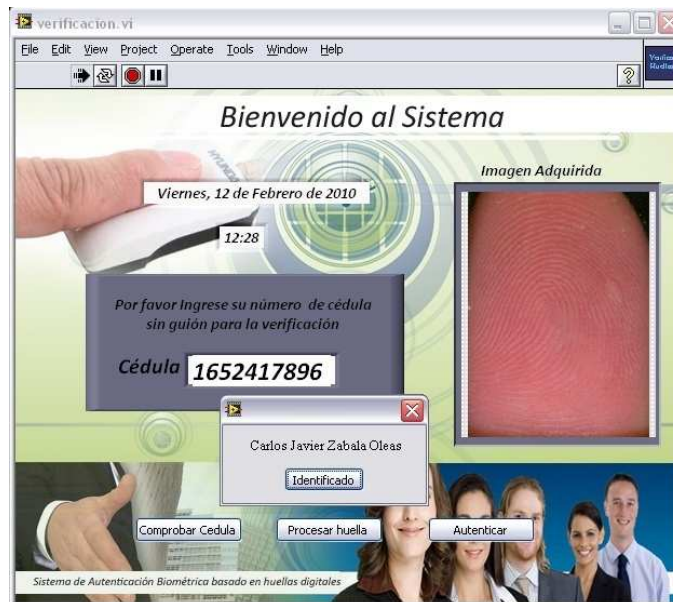 verificacion.vi
File Edit View Project Operate Tools Window Help
Bienvenido al Sistema
Imagen Adquirida
HYUNDAI
Viernes, 12 de Febrero de 2010
12:28
Por favor Ingrese su número de cédula
sin guión para la verificación
Cédula 1652417896
Carlos Javier Zabala Oleas
Identificado
Comprobar Cedula Procesar huella Autenticar
Sistema de Autenticación Biométrica basado en huellas digitales